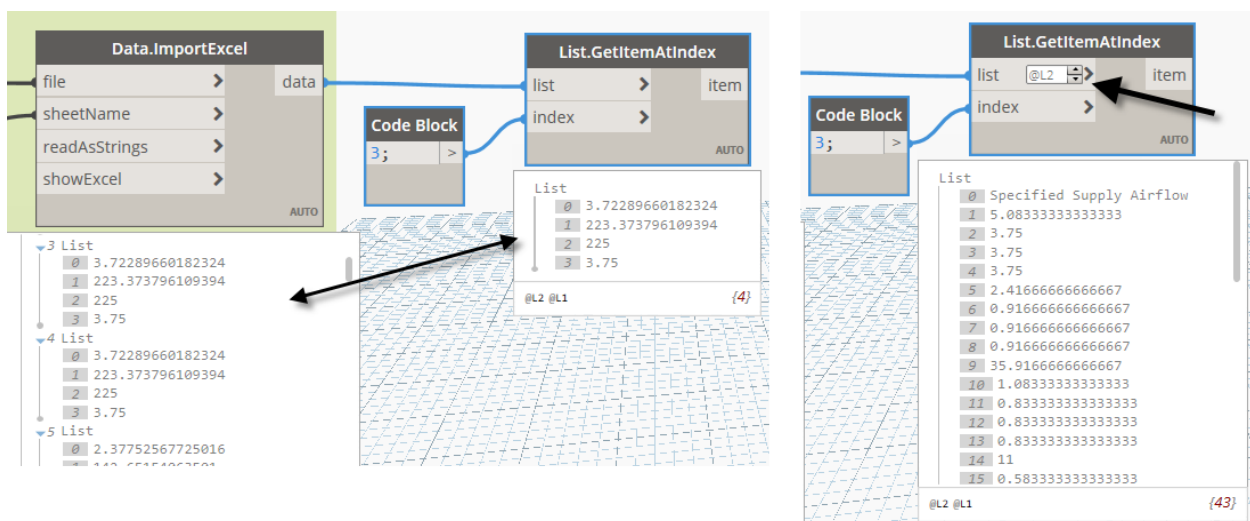 Data.ImportExcel
file >
data
sheetName >
readAsStrings >
showExcel >
AUTO
3 List
0 3.72289660182324
1 223.373796109394
2 225
3 3.75
4 List
0 3.72289660182324
1 223.373796109394
2 225
3 3.75
5 List
0 2.37752567725016
Code Block
3; >
List.GetItemAtIndex
list >
item
index >
AUTO
List
0 3.72289660182324
1 223.373796109394
2 225
3 3.75
@L2 @L1 {4}
Code Block
3; >
List.GetItemAtIndex
list @L2 >
item
index >
AUTO
List
0 Specified Supply Airflow
1 5.08333333333333
2 3.75
3 3.75
4 3.75
5 2.41666666666667
6 0.916666666666667
7 0.916666666666667
8 0.916666666666667
9 35.9166666666667
10 1.08333333333333
11 0.833333333333333
12 0.833333333333333
13 0.833333333333333
14 11
15 0.583333333333333
@L2 @L1 {43}